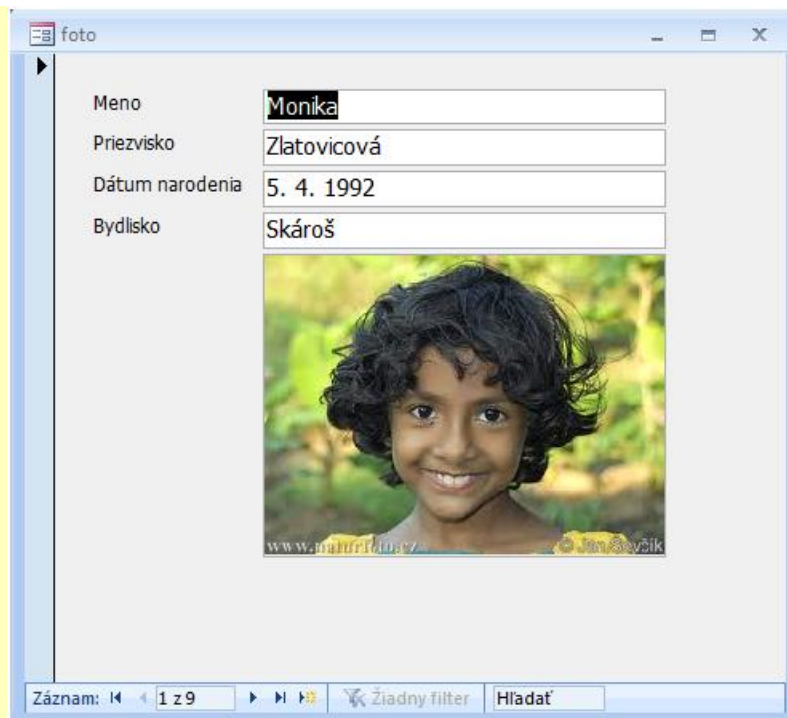 foto
Meno Monika
Priezvisko Zlatovicová
Dátum narodenia 5. 4. 1992
Bydlisko Skároš
www.naturfoto.cz © Jan Ševčík
Záznam: 1 z 9 Žiadny filter Hľadať